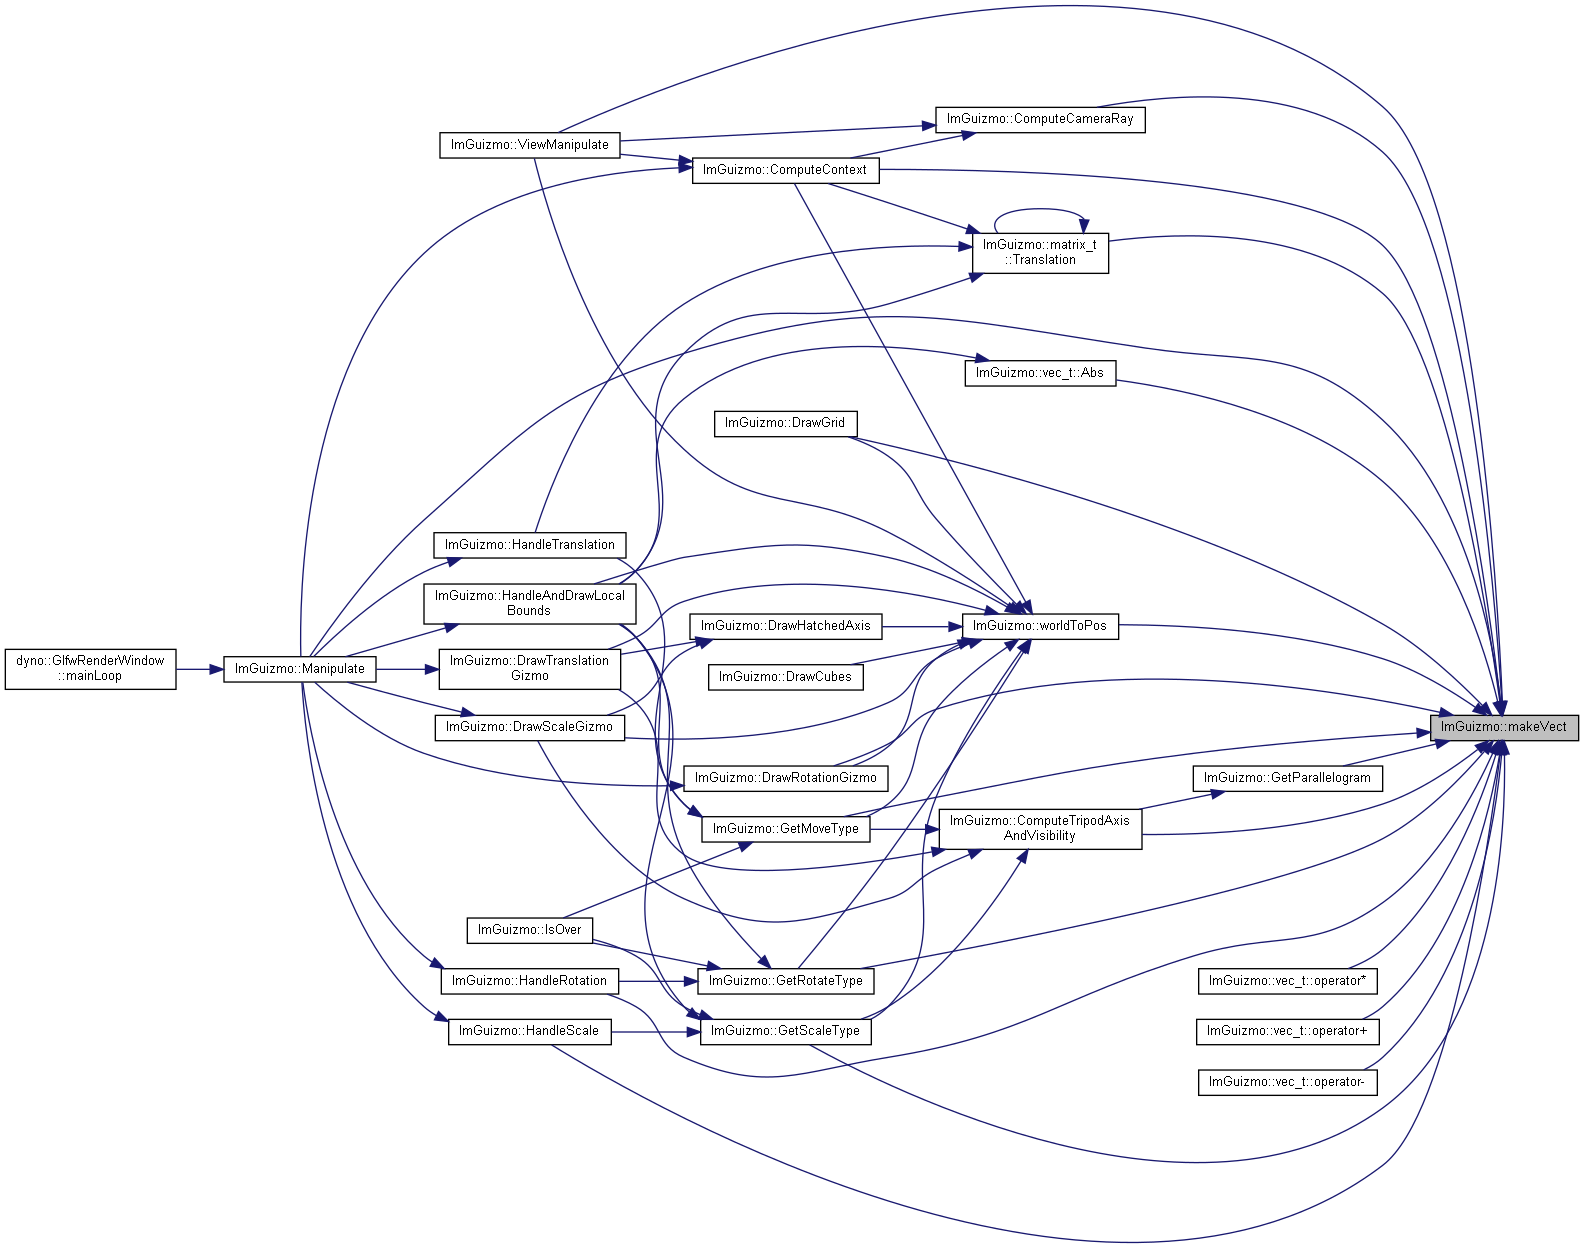 ImGuizmo::ComputeCameraRay
ImGuizmo::ViewManipulate
ImGuizmo::ComputeContext
ImGuizmo::matrix_t
::Translation
ImGuizmo::vec_t::Abs
ImGuizmo::DrawGrid
ImGuizmo::HandleTranslation
ImGuizmo::HandleAndDrawLocal
Bounds
ImGuizmo::DrawHatchedAxis
ImGuizmo::worldToPos
dyno::GlfwRenderWindow
::mainLoop
ImGuizmo::Manipulate
ImGuizmo::DrawTranslation
Gizmo
ImGuizmo::DrawCubes
ImGuizmo::DrawScaleGizmo
ImGuizmo::makeVect
ImGuizmo::DrawRotationGizmo
ImGuizmo::GetParallelogram
ImGuizmo::GetMoveType
ImGuizmo::ComputeTripodAxis
AndVisibility
ImGuizmo::IsOver
ImGuizmo::HandleRotation
ImGuizmo::GetRotateType
ImGuizmo::vec_t::operator*
ImGuizmo::HandleScale
ImGuizmo::GetScaleType
ImGuizmo::vec_t::operator+
ImGuizmo::vec_t::operator-